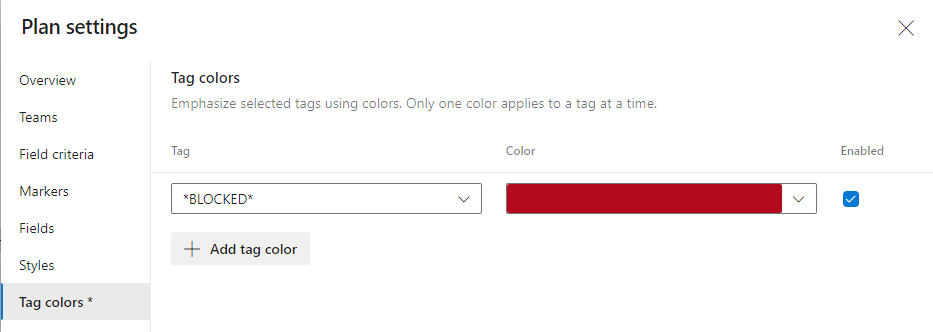 Plan settings
Overview
Teams
Field criteria
Markers
Fields
Styles
Tag colors *
Tag colors
Emphasize selected tags using colors. Only one color applies to a tag at a time.
Tag Color Enabled
*BLOCKED*
Add tag color